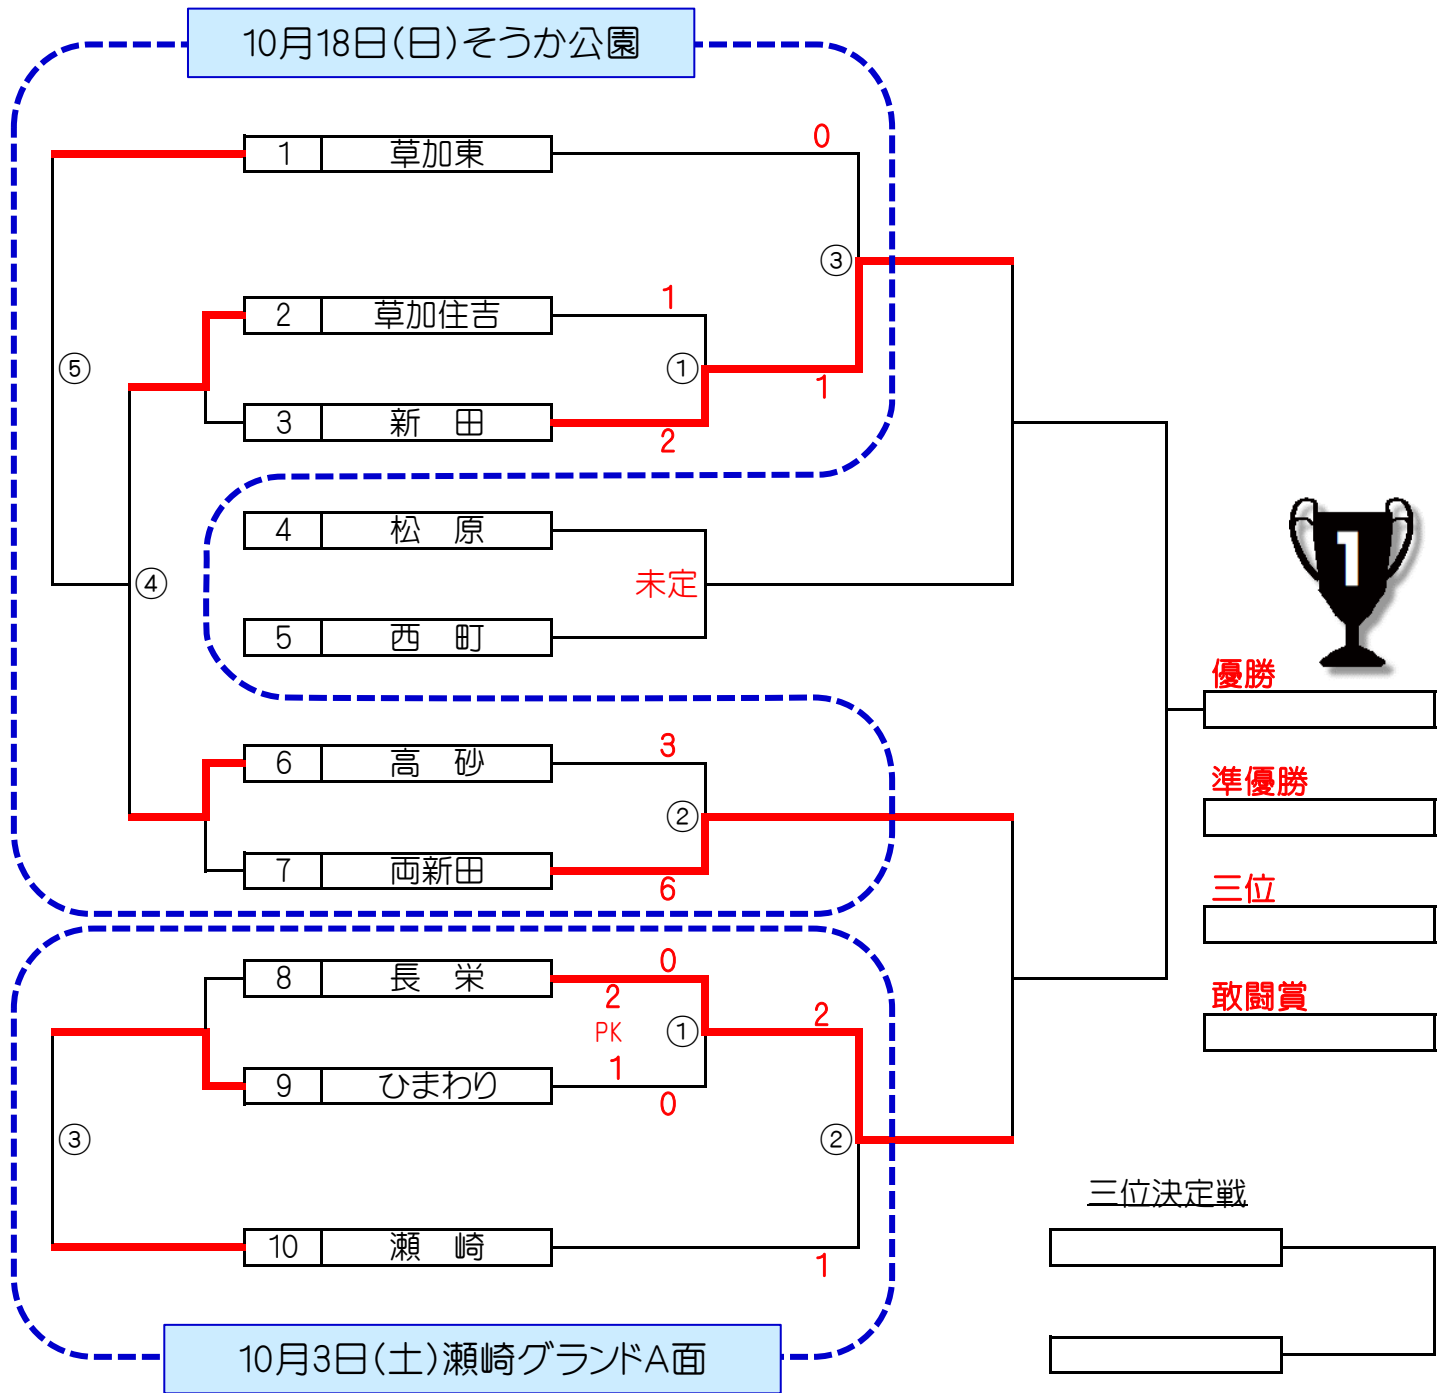 10月18日(日)そうか公園
1 草加東 0
③
2 草加住吉 1
⑤ ①
1
3 新 田 2
4 松 原
④ 未定
5 西 町
1
優勝
準優勝
三位
敢闘賞
6 高 砂 3
②
7 両新田 6
8 長 栄 0
2
PK ① 2
1
9 ひまわり 0
③ ②
10 瀬 崎 1
三位決定戦
10月3日(土)瀬崎グランドA面